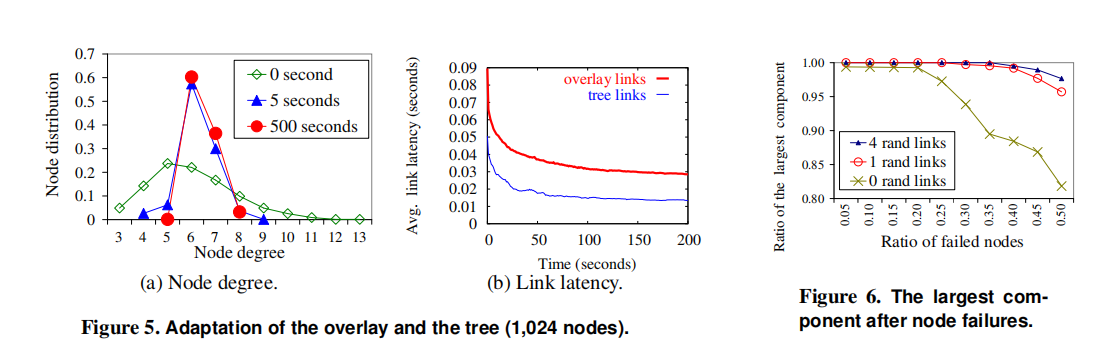 Node distribution
0.7
0.6
0.5
0.4
0.3
0.2
0.1
0
0 second
5 seconds
500 seconds
3 4 5 6 7 8 9 10 11 12 13
Node degree
(a) Node degree.
Avg. link latency (seconds)
0.09
0.08
0.07
0.06
0.05
0.04
0.03
0.02
0.01
0
overlay links
tree links
0 50 100 150 200
Time (seconds)
(b) Link latency.
Figure 5. Adaptation of the overlay and the tree (1,024 nodes).
Ratio of the largest component
1.00
0.95
0.90
0.85
0.80
4 rand links
1 rand links
0 rand links
0.05 0.10 0.15 0.20 0.25 0.30 0.35 0.40 0.45 0.50
Ratio of failed nodes
Figure 6. The largest com-
ponent after node failures.